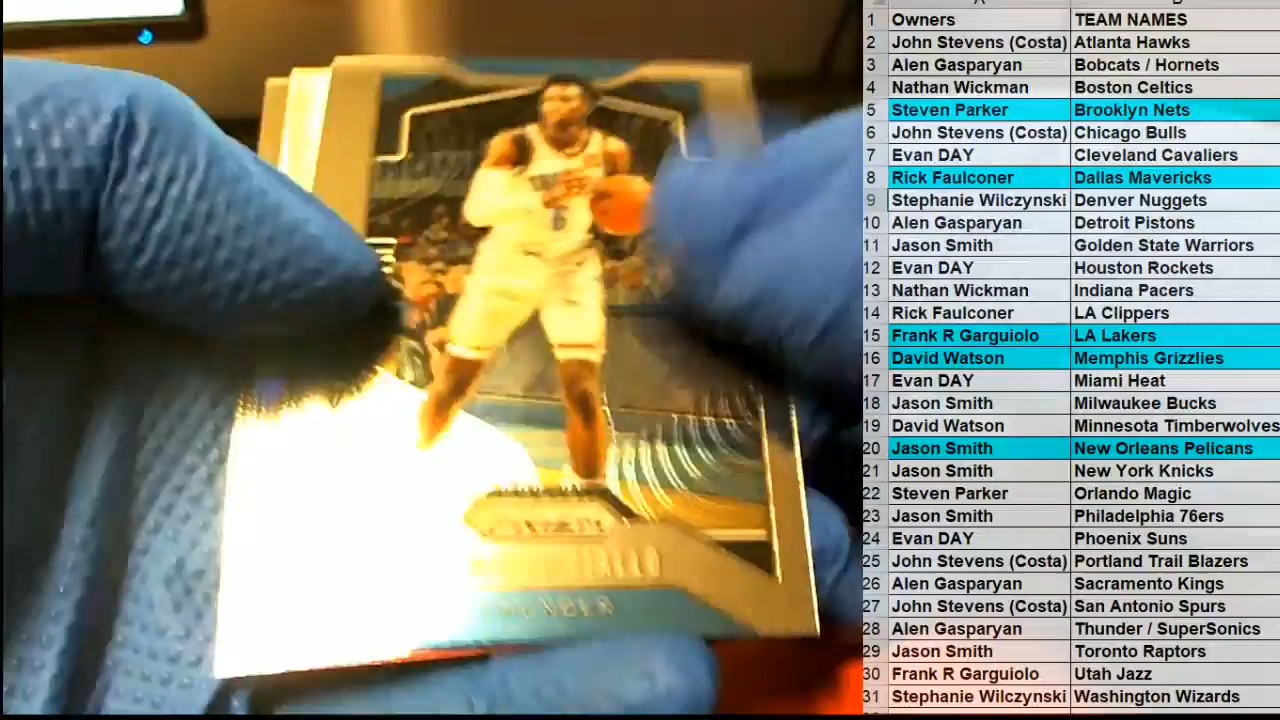 1 Owners TEAM NAMES
2 John Stevens (Costa) Atlanta Hawks
3 Alen Gasparyan Bobcats / Hornets
4 Nathan Wickman Boston Celtics
5 Steven Parker Brooklyn Nets
6 John Stevens (Costa) Chicago Bulls
7 Evan DAY Cleveland Cavaliers
8 Rick Faulconer Dallas Mavericks
9 Stephanie Wilczynski Denver Nuggets
10 Alen Gasparyan Detroit Pistons
11 Jason Smith Golden State Warriors
12 Evan DAY Houston Rockets
13 Nathan Wickman Indiana Pacers
14 Rick Faulconer LA Clippers
15 Frank R Garguiolo LA Lakers
16 David Watson Memphis Grizzlies
17 Evan DAY Miami Heat
18 Jason Smith Milwaukee Bucks
19 David Watson Minnesota Timberwolves
20 Jason Smith New Orleans Pelicans
21 Jason Smith New York Knicks
22 Steven Parker Orlando Magic
23 Jason Smith Philadelphia 76ers
24 Evan DAY Phoenix Suns
25 John Stevens (Costa) Portland Trail Blazers
26 Alen Gasparyan Sacramento Kings
27 John Stevens (Costa) San Antonio Spurs
28 Alen Gasparyan Thunder / SuperSonics
29 Jason Smith Toronto Raptors
30 Frank R Garguiolo Utah Jazz
31 Stephanie Wilczynski Washington Wizards